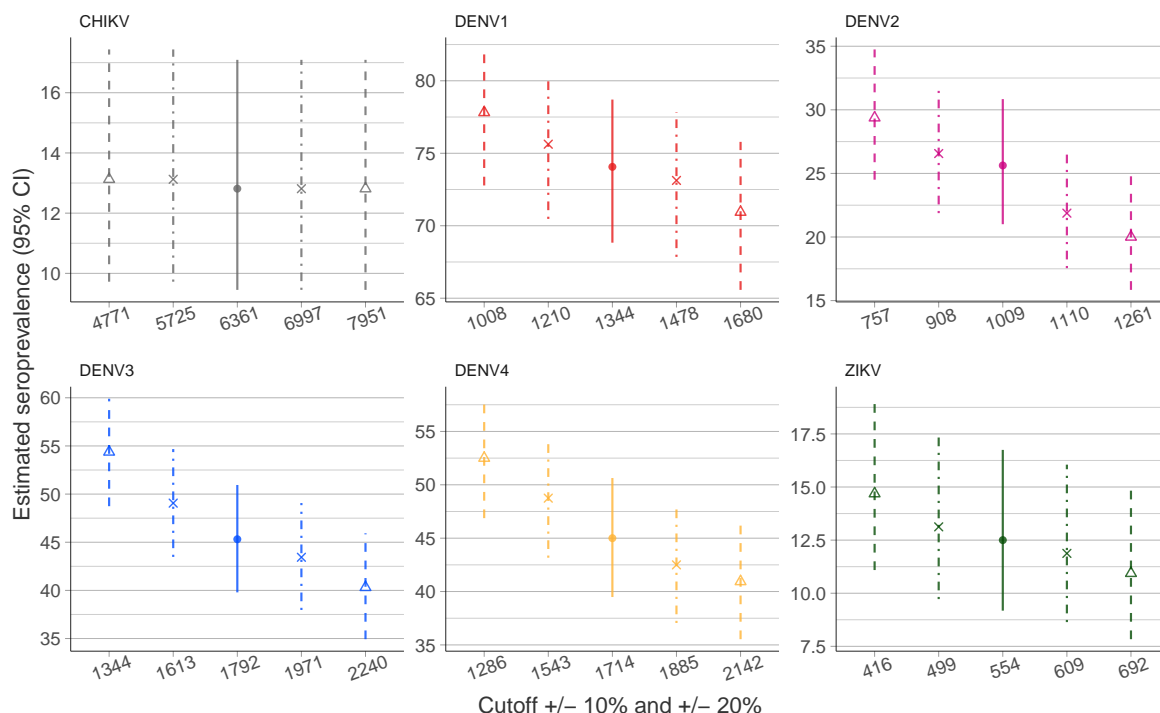 CHIKV
DENV1
DENV2
16
14
12
10
80
75
70
65
35
30
25
20
15
4771 5725 6361 6997 7951
1008 1210 1344 1478 1680
757 908 1009 1110 1261
Estimated seroprevalence (95% CI)
DENV3
DENV4
ZIKV
60
55
50
45
40
35
55
50
45
40
35
17.5
15.0
12.5
10.0
7.5
1344 1613 1792 1971 2240
1286 1543 1714 1885 2142
416 499 554 609 692
Cutoff +/− 10% and +/− 20%